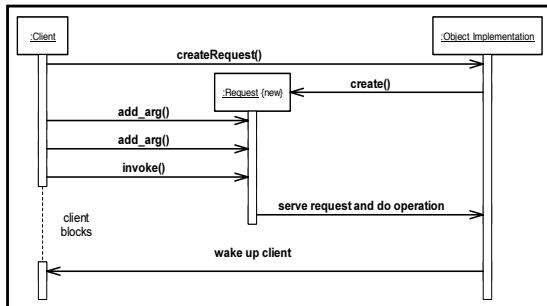 :Client
:Object Implementation
createRequest()
:Request {new}
create()
add_arg()
add_arg()
invoke()
serve request and do operation
client
blocks
wake up client